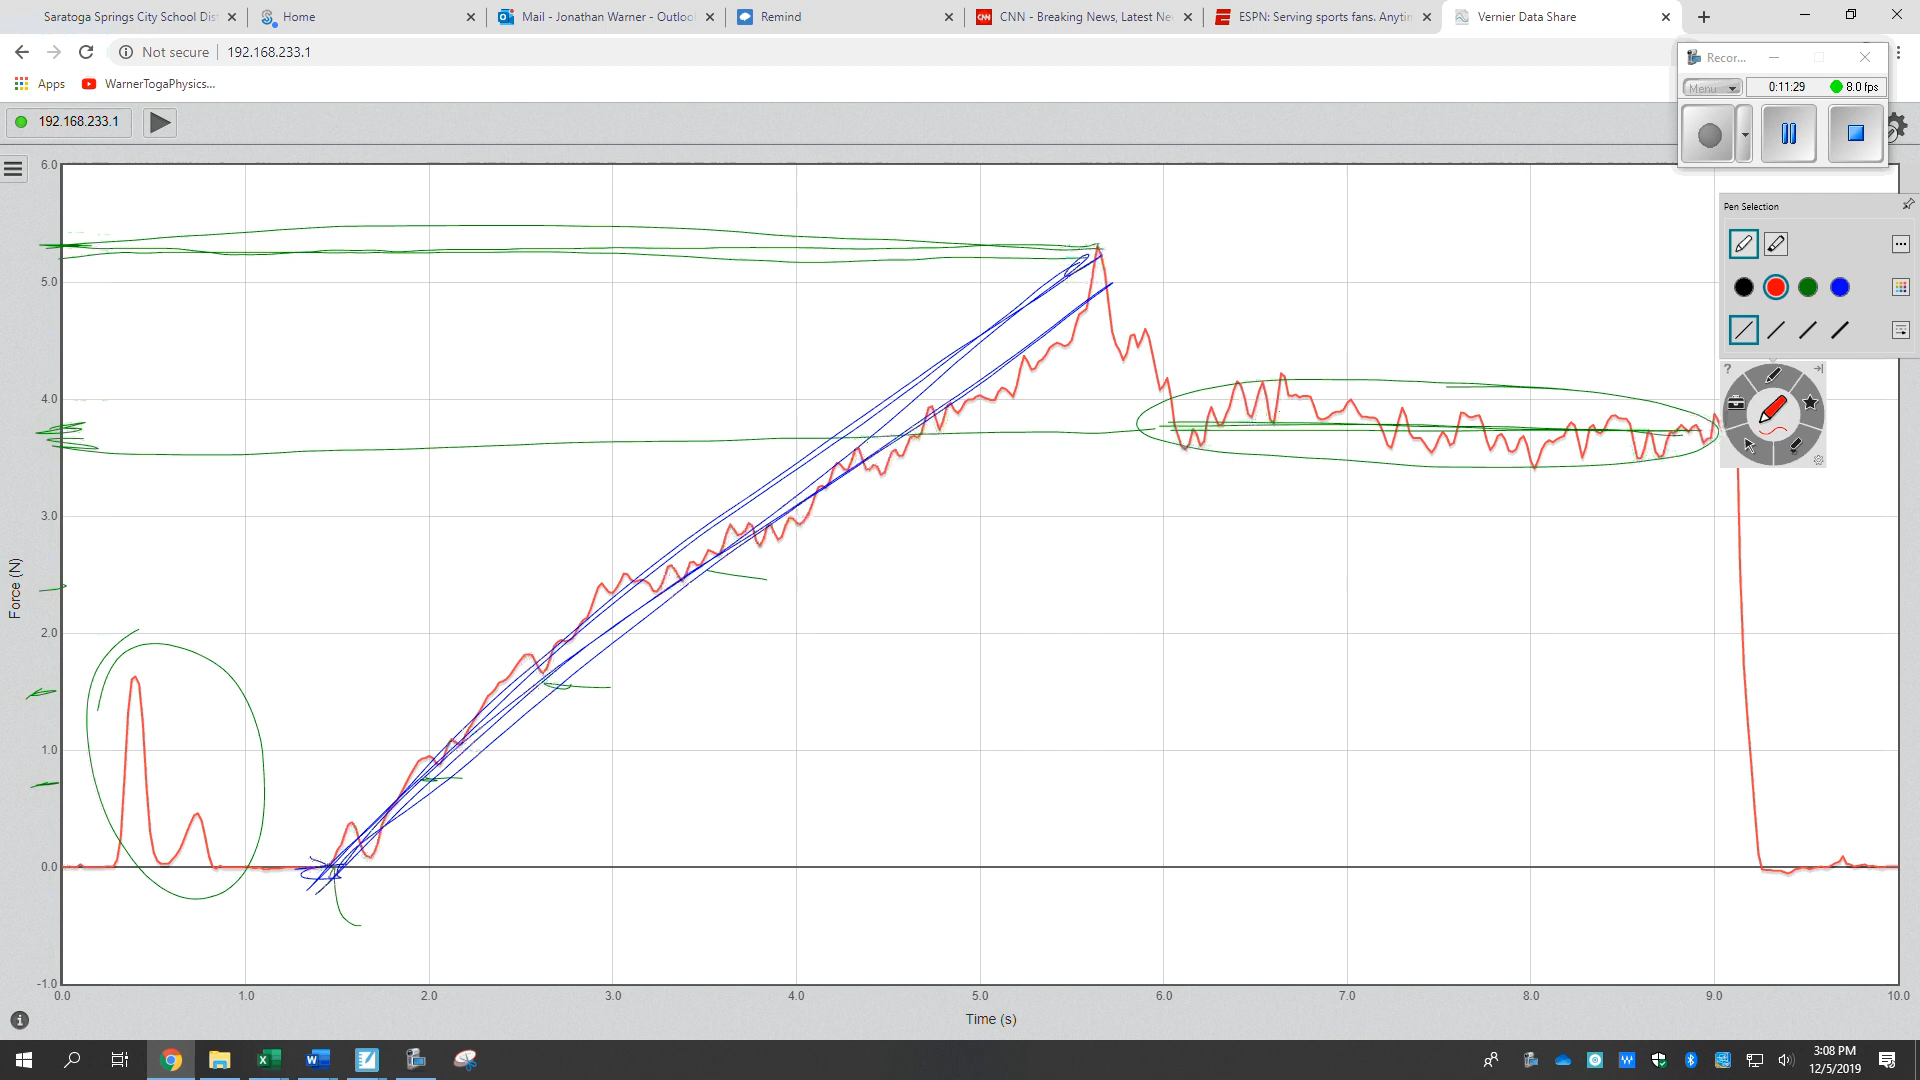 Saratoga Springs City School Dis
Home
Mail - Jonathan Warner - Outlool
Remind
CNN - Breaking News, Latest Ne
ESPN: Serving sports fans. Anytin
Vernier Data Share
Not secure
192.168.233.1
Apps
WarnerTogaPhysics...
Recor...
Menu
0:11:29
8.0 fps
192.168.233.1
Pen Selection
6.0
5.0
4.0
3.0
2.0
1.0
0.0
-1.0
Force (N)
0.0
1.0
2.0
3.0
4.0
5.0
6.0
7.0
8.0
9.0
10.0
Time (s)
3:08 PM
12/5/2019